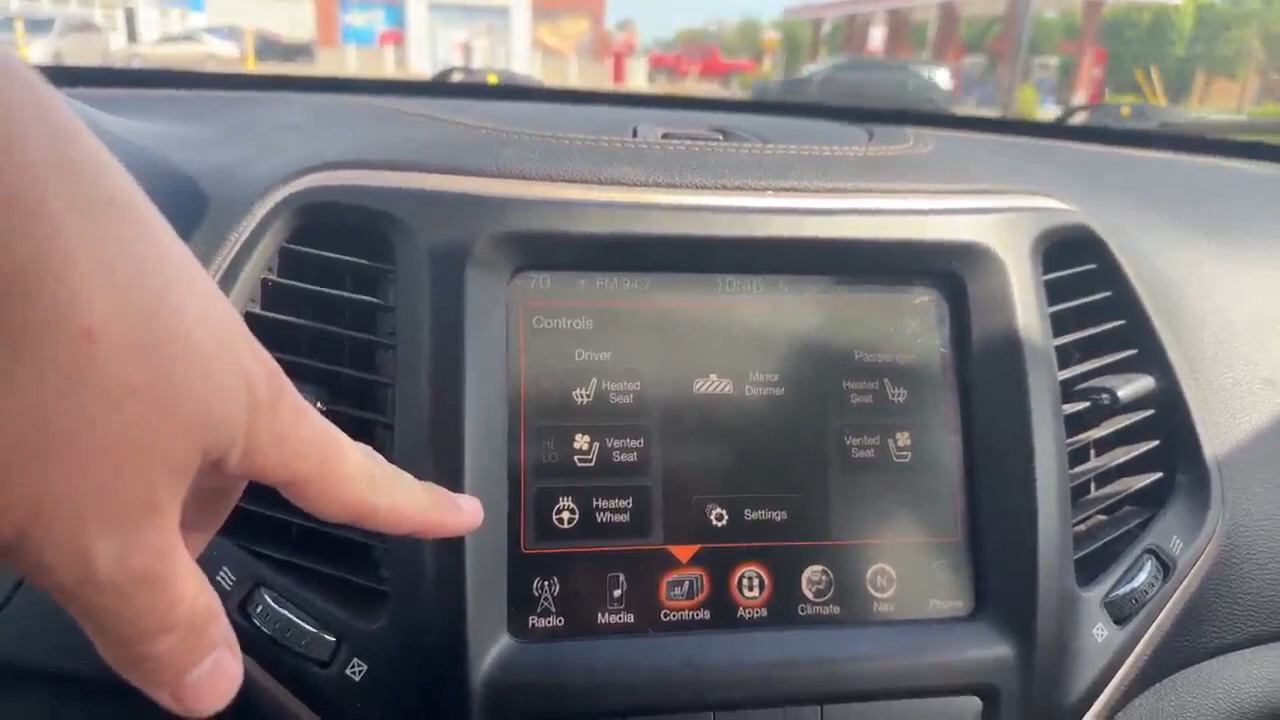 70 FM 94.7 10:46
Controls
Driver
Passenger
Heated
Seat
Mirror
Dimmer
Heated
Seat
HI
LO
Vented
Seat
Vented
Seat
Heated
Wheel
Settings
Radio
Media
Controls
Apps
Climate
N
Nav
Phone